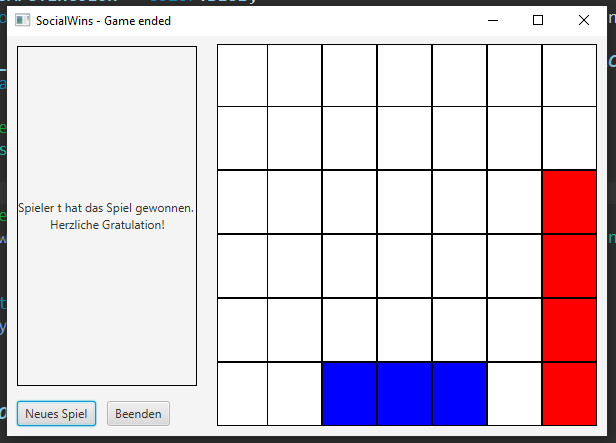 SocialWins - Game ended
Spieler t hat das Spiel gewonnen.
Herzliche Gratulation!
Neues Spiel
Beenden